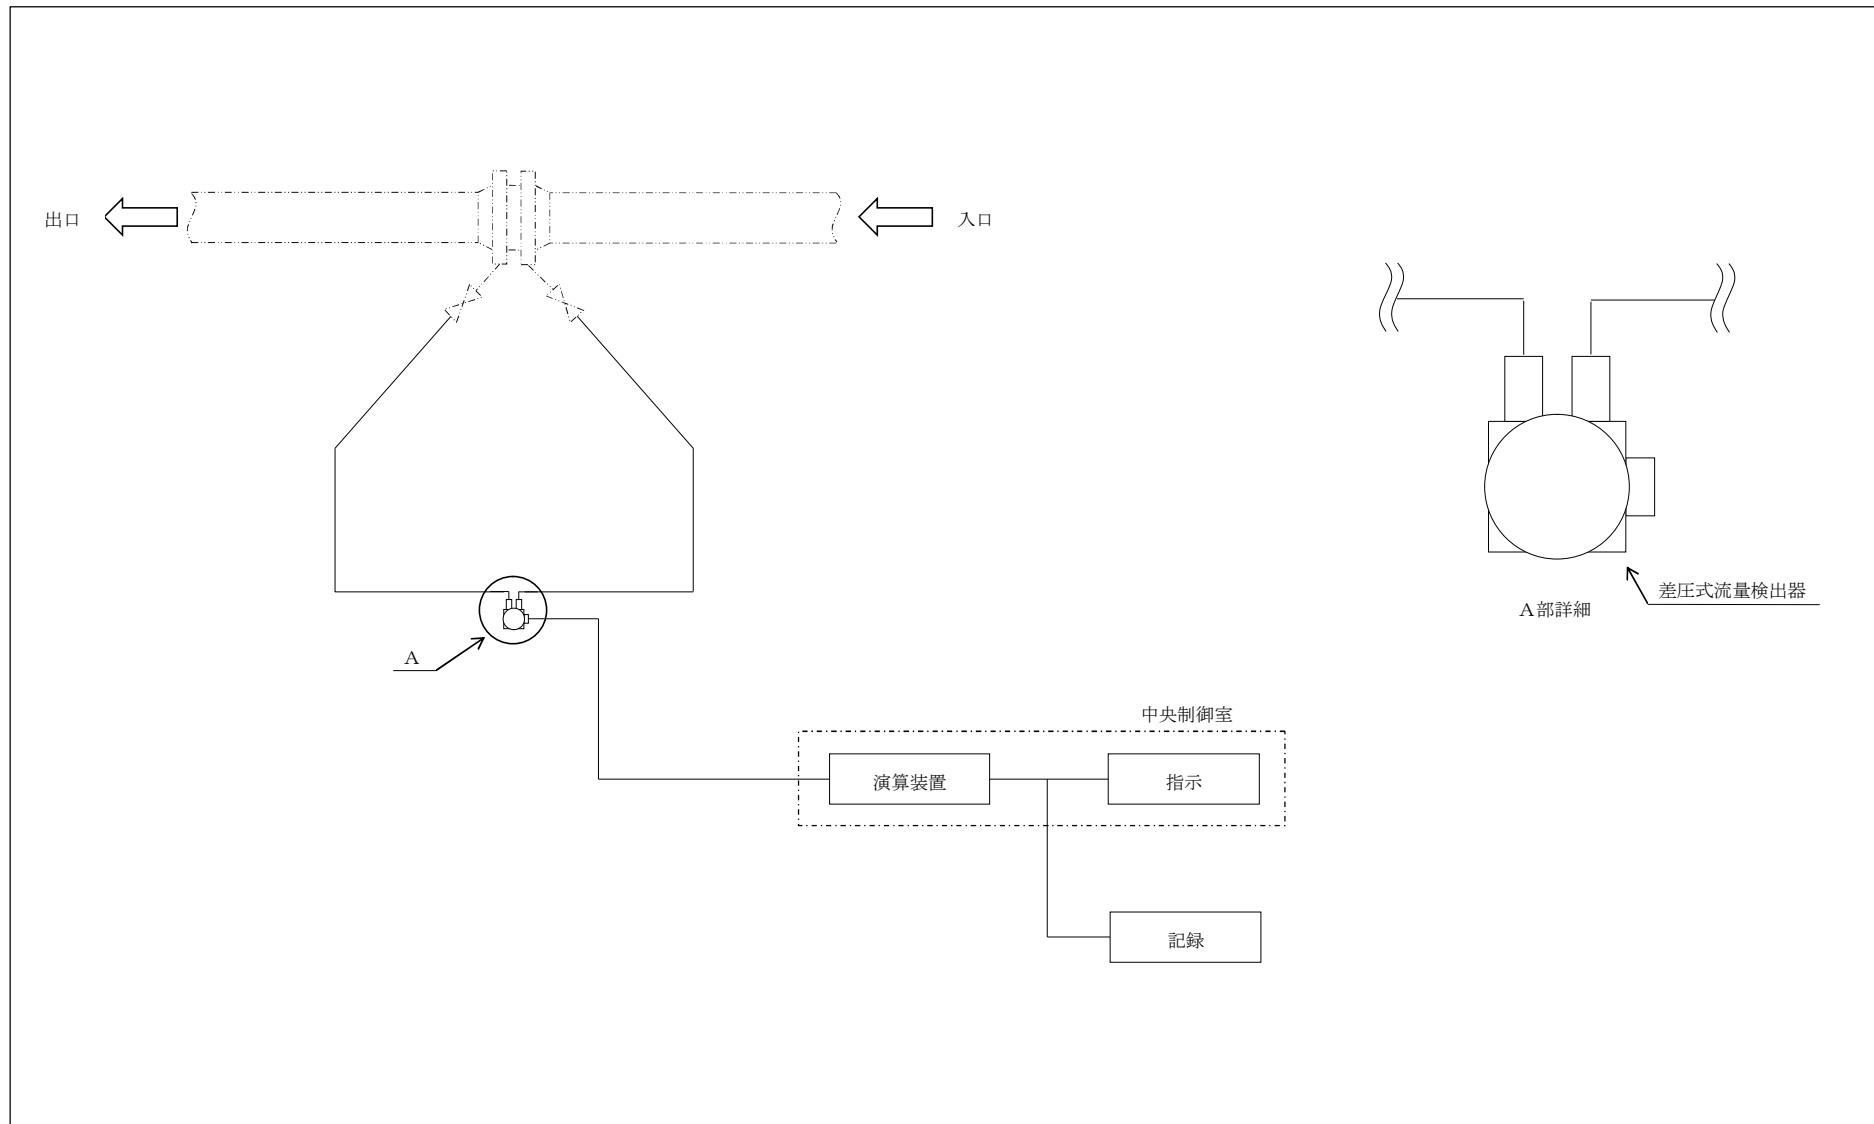 出口
入口
差圧式流量検出器
A部詳細
A
中央制御室
演算装置
指示
記録